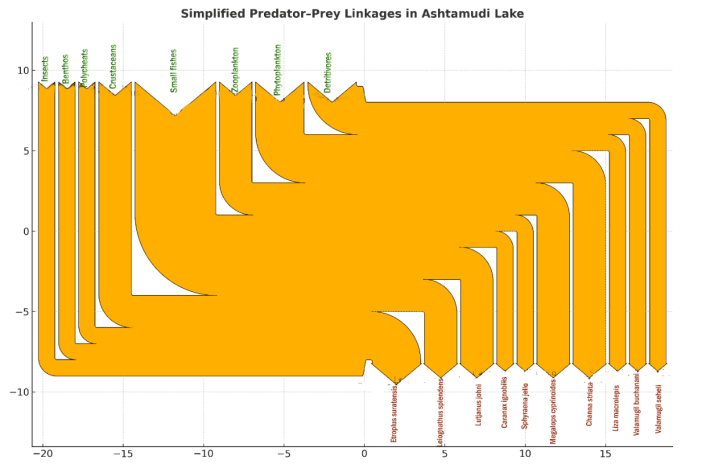 Simplified Predator-Prey Linkages in Ashtamudi Lake
Insects
Benthos
Polycheats
Crustaceans
Small fishes
Zooplankton
Phytoplankton
Detritivores
10
5
0
−5
−10
Etroplus suratensis
Leiognathus splendens
Lutjanus johni
Caranax ignobilis
Sphyraena jello
Megalops cyprinoides
Channa striata
Liza macrolepis
Valamugil buchanani
Valamugil seheli
−20
−15
−10
−5
0
5
10
15